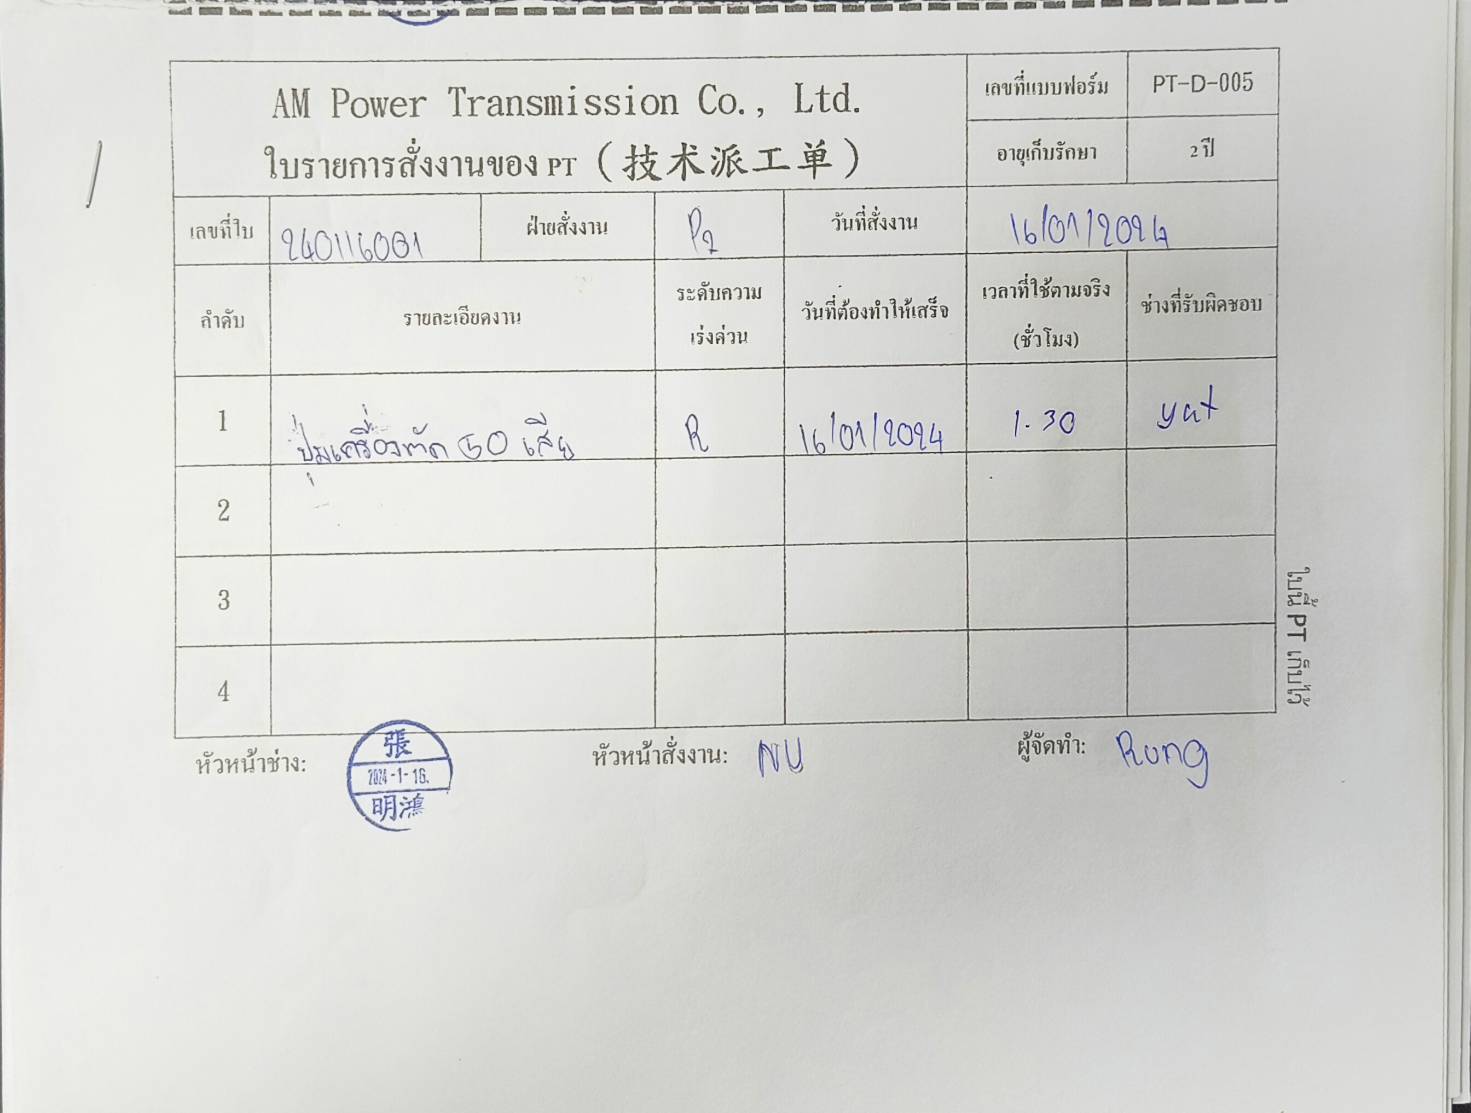 AM Power Transmission Co., Ltd.
ใบรายการสั่งงานของ PT (技术派工单)
เลขที่แบบฟอร์ม PT-D-005
อายุเก็บรักษา 2 ปี
เลขที่ใบ 240116001 ฝ่ายสั่งงาน P2 วันที่สั่งงาน 16/01/2024
ลำดับ รายละเอียดงาน ระดับความเร่งด่วน วันที่ต้องทำให้เสร็จ เวลาที่ใช้ตามจริง (ชั่วโมง) ช่างที่รับผิดชอบ
1 ปุ่มเครื่องตัด 50 เสีย R 16/01/2024 1.30 yat
2
3
4
หัวหน้าช่าง: 張 2024-1-16. 明鴻 หัวหน้าสั่งงาน: NU ผู้จัดทำ: Rung
ใบนี้ PT เก็บไว้